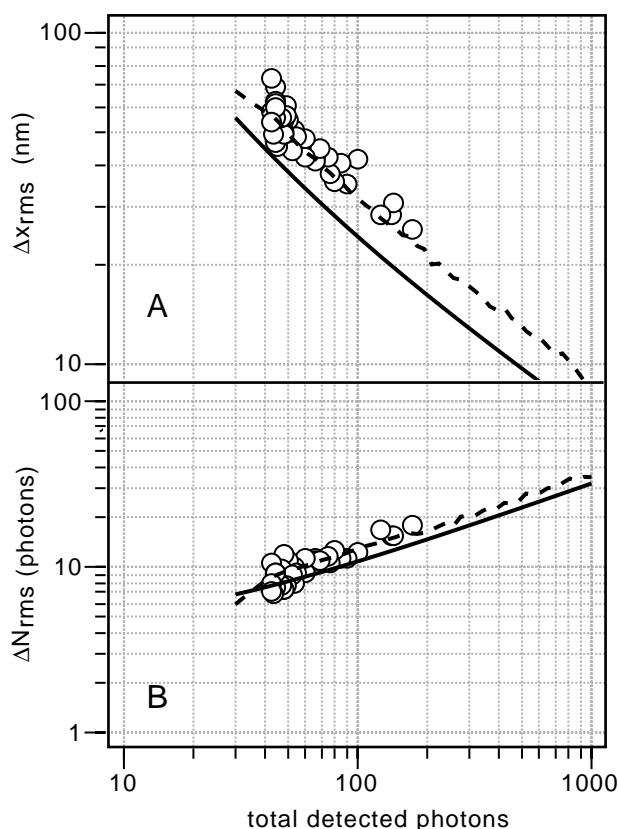 100
Δxrms (nm)
A
10
100
ΔNrms (photons)
10
B
1
10 100 1000
total detected photons